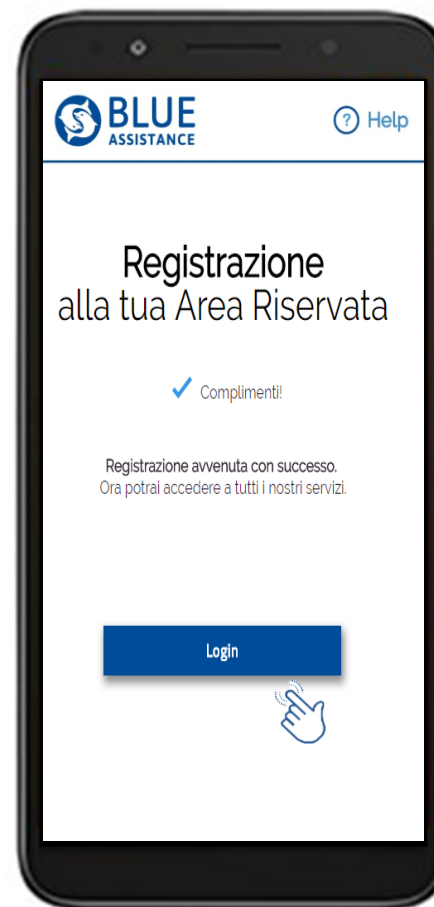 BLUE
ASSISTANCE
? Help
Registrazione
alla tua Area Riservata
Complimenti!
Registrazione avvenuta con successo.
Ora potrai accedere a tutti i nostri servizi.
Login